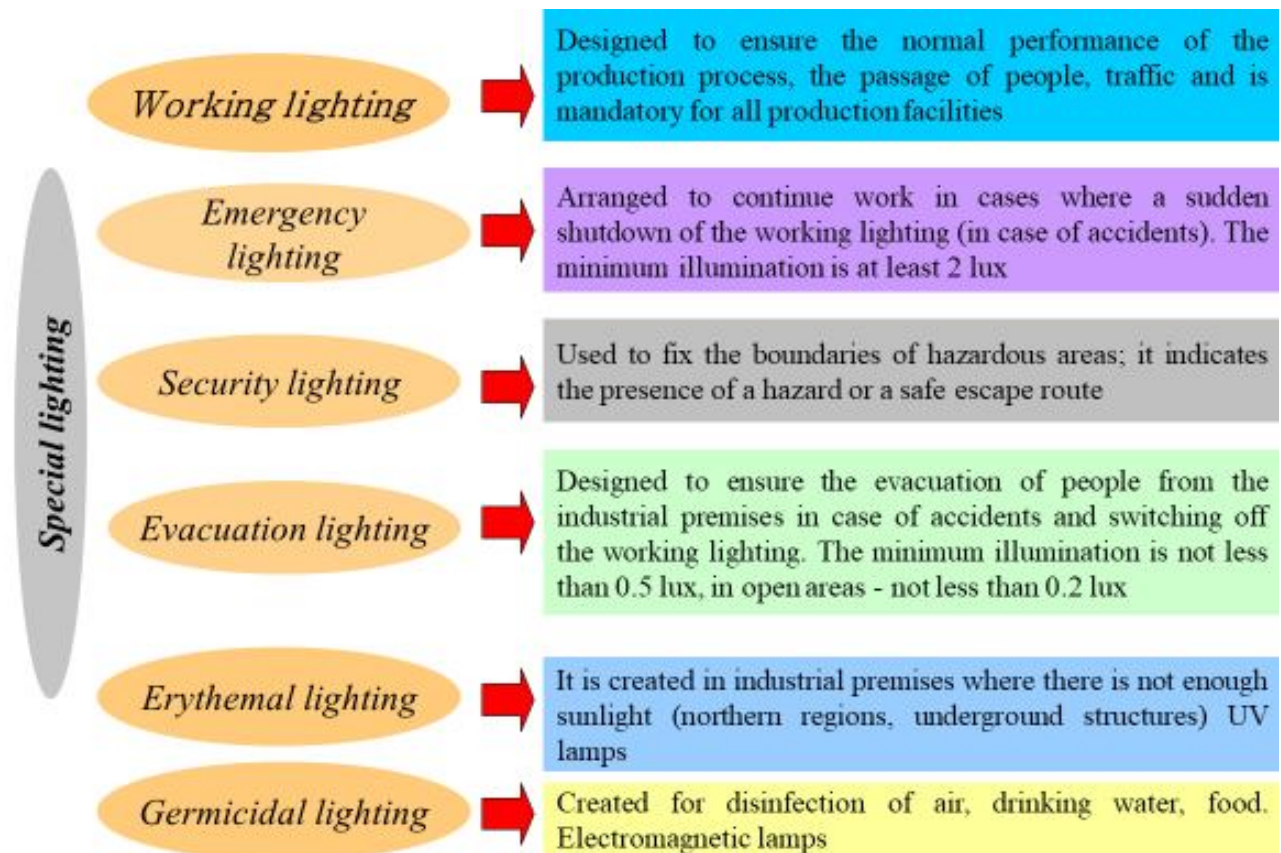 Working lighting
Designed to ensure the normal performance of the
production process, the passage of people, traffic and is
mandatory for all production facilities
Special lighting
Emergency
lighting
Arranged to continue work in cases where a sudden
shutdown of the working lighting (in case of accidents). The
minimum illumination is at least 2 lux
Security lighting
Used to fix the boundaries of hazardous areas; it indicates
the presence of a hazard or a safe escape route
Evacuation lighting
Designed to ensure the evacuation of people from the
industrial premises in case of accidents and switching off
the working lighting. The minimum illumination is not less
than 0.5 lux, in open areas - not less than 0.2 lux
Erythemal lighting
It is created in industrial premises where there is not enough
sunlight (northern regions, underground structures) UV
lamps
Germicidal lighting
Created for disinfection of air, drinking water, food.
Electromagnetic lamps